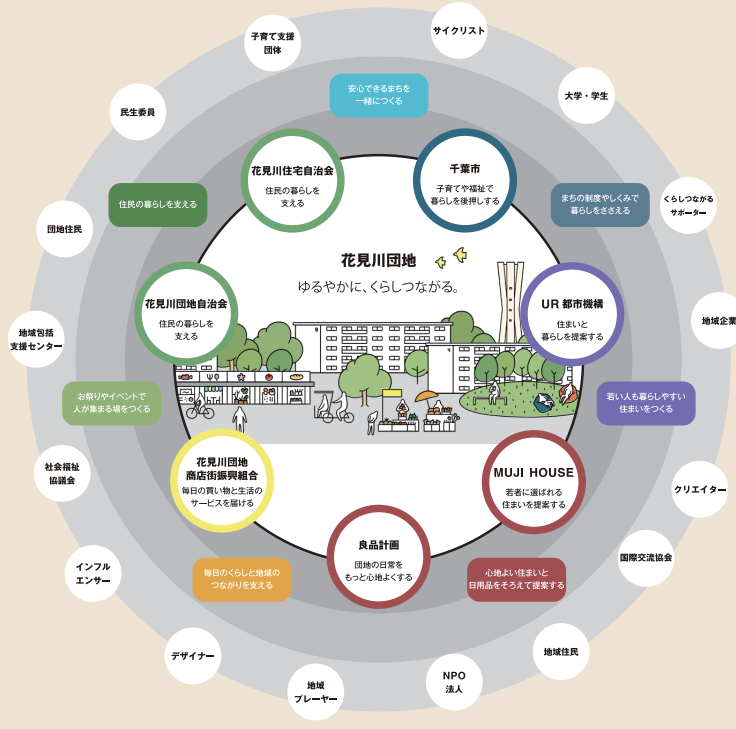 子育て支援
団体
サイクリスト
民生委員
安心できるまちを
一緒につくる
大学・学生
花見川住宅自治会
住民の暮らしを
支える
千葉市
子育てや福祉で
暮らしを後押しする
住民の暮らしを支える
まちの制度やしくみで
暮らしをささえる
くらしつながる
サポーター
団地住民
花見川団地
ゆるやかに、くらしつながる。
花見川団地自治会
住民の暮らしを
支える
UR 都市機構
住まいと
暮らしを提案する
地域包括
支援センター
地域企業
お祭りやイベントで
人が集まる場をつくる
若い人も暮らしやすい
住まいをつくる
花見川団地
商店街振興組合
毎日の買い物と生活の
サービスを届ける
MUJI HOUSE
若者に選ばれる
住まいを提案する
社会福祉
協議会
クリエイター
良品計画
団地の日常を
もっと心地よくする
国際交流協会
インフル
エンサー
毎日のくらしと地域の
つながりを支える
心地よい住まいと
日用品をそろえて提案する
デザイナー
地域住民
地域
プレーヤー
NPO
法人